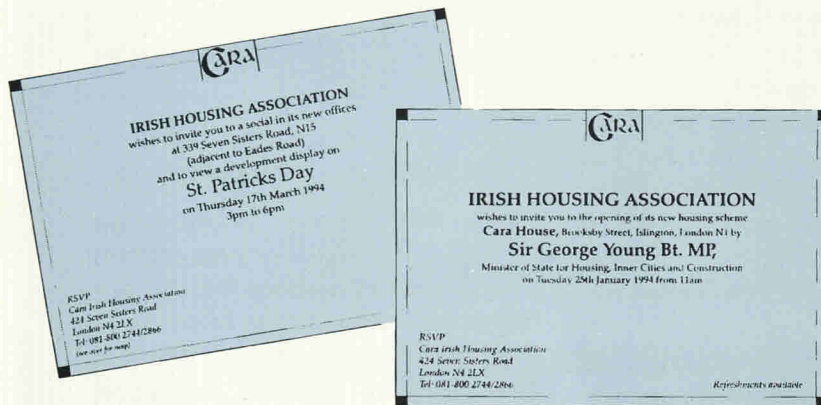 CARA
IRISH HOUSING ASSOCIATION
wishes to invite you to a social in its new offices
at 339 Seven Sisters Road, N15
(adjacent to Eades Road)
and to view a development display on
St. Patricks Day
on Thursday 17th March 1994
3pm to 6pm
RSVP
Cara Irish Housing Association
424 Seven Sisters Road
London N4 2LX
Tel: 081-800 2744/2866
(see over for map)
CARA
IRISH HOUSING ASSOCIATION
wishes to invite you to the opening of its new housing scheme
Cara House, Brooksby Street, Islington, London N1 by
Sir George Young Bt. MP,
Minister of State for Housing, Inner Cities and Construction
on Tuesday 25th January 1994 from 11am
RSVP
Cara Irish Housing Association
424 Seven Sisters Road
London N4 2LX
Tel: 081-800 2744/2866
Refreshments available